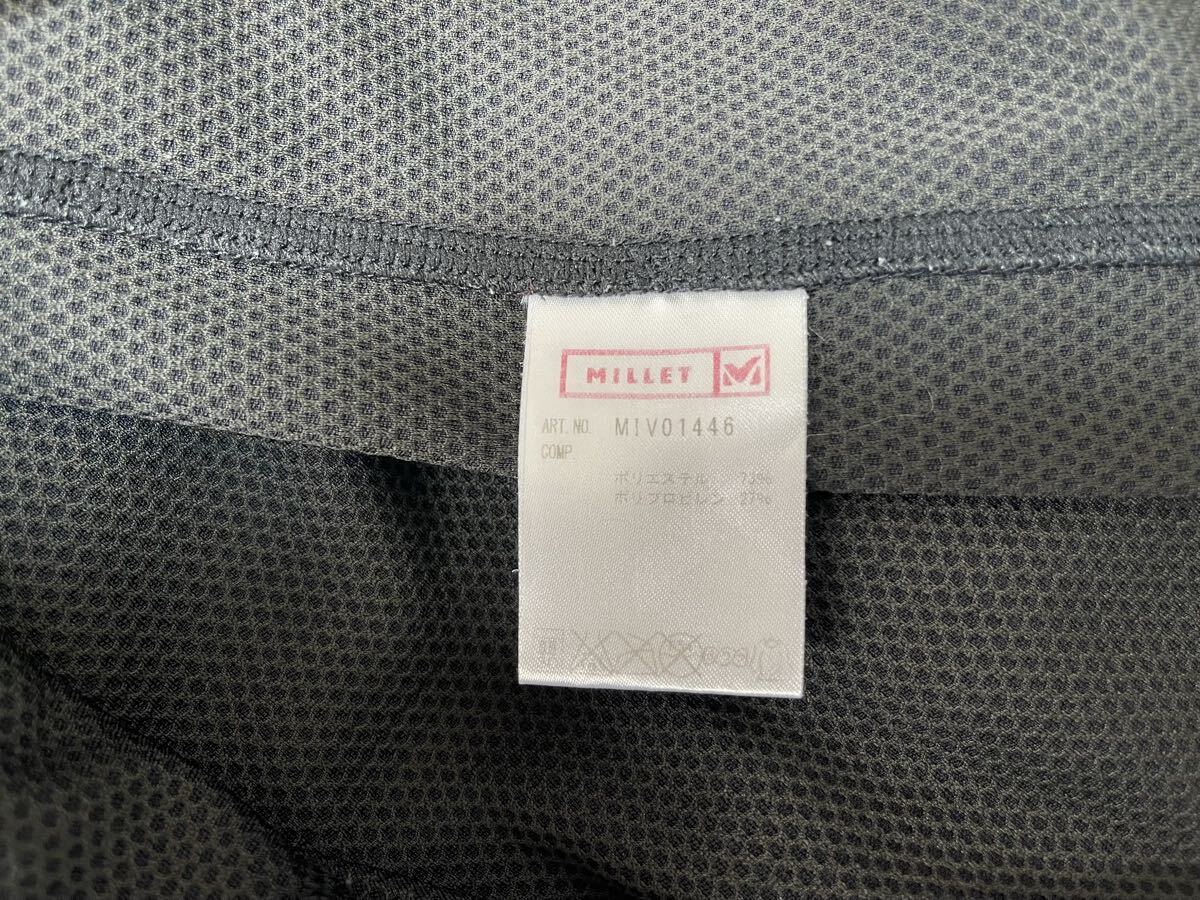 MILLET
ART. NO. MIV01446
COMP.
ポリエステル 73%
ポリプロピレン 27%